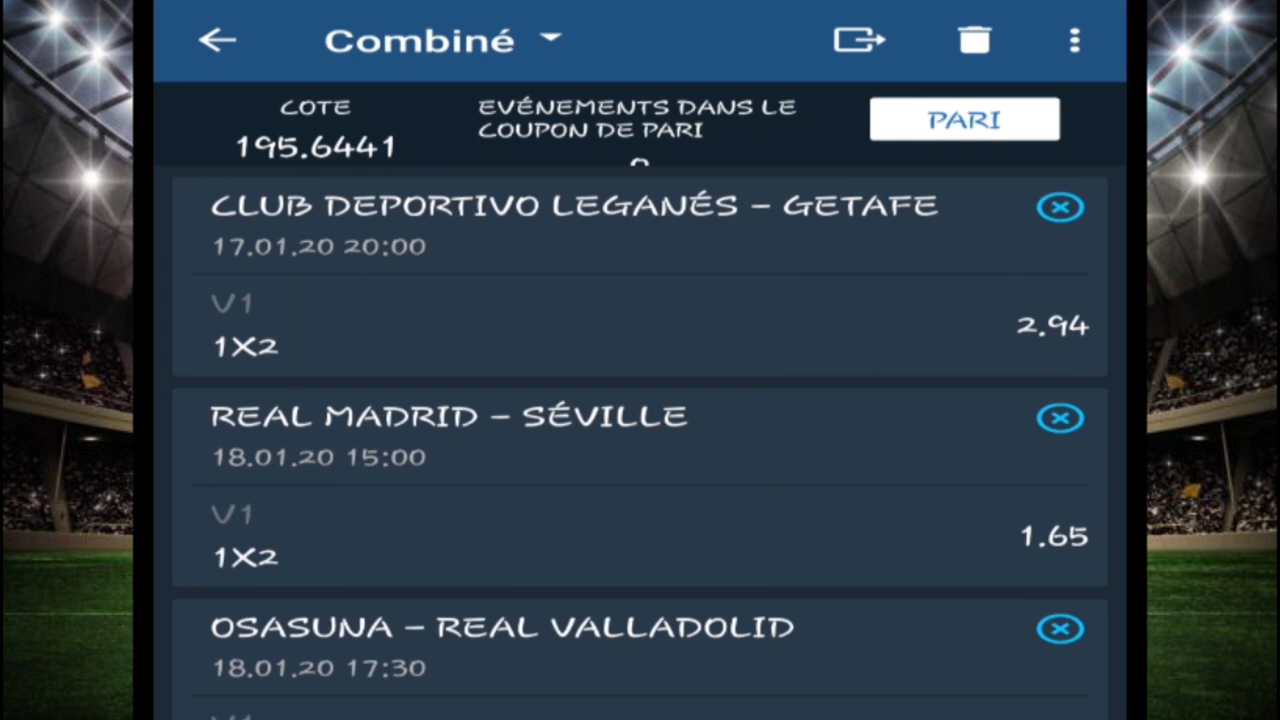 Combiné
COTE
195.6441
EVÉNEMENTS DANS LE
COUPON DE PARI
PARI
CLUB DEPORTIVO LEGANÉS – GETAFE
17.01.20 20:00
V1
1X2
2.94
REAL MADRID – SÉVILLE
18.01.20 15:00
V1
1X2
1.65
OSASUNA – REAL VALLADOLID
18.01.20 17:30